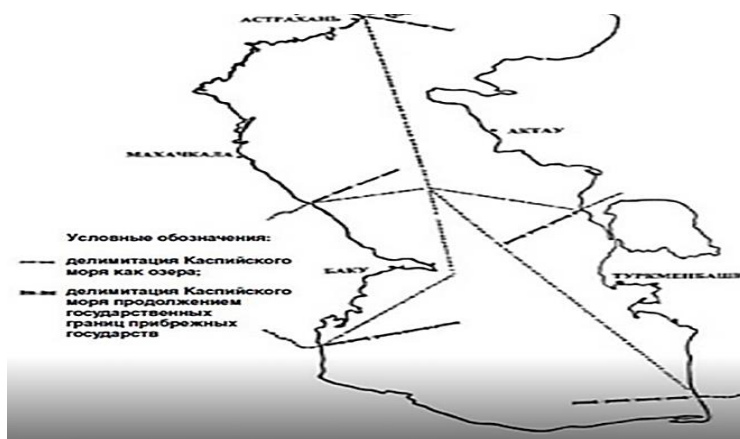 АСТРАХАНЬ
АКТАУ
МАХАЧКАЛА
Условные обозначения:
делимитация Каспийского
моря как озера;
БАКУ
ТУРКМЕНБАШИ
делимитация Каспийского
моря продолжением
государственных
границ прибрежных
государств